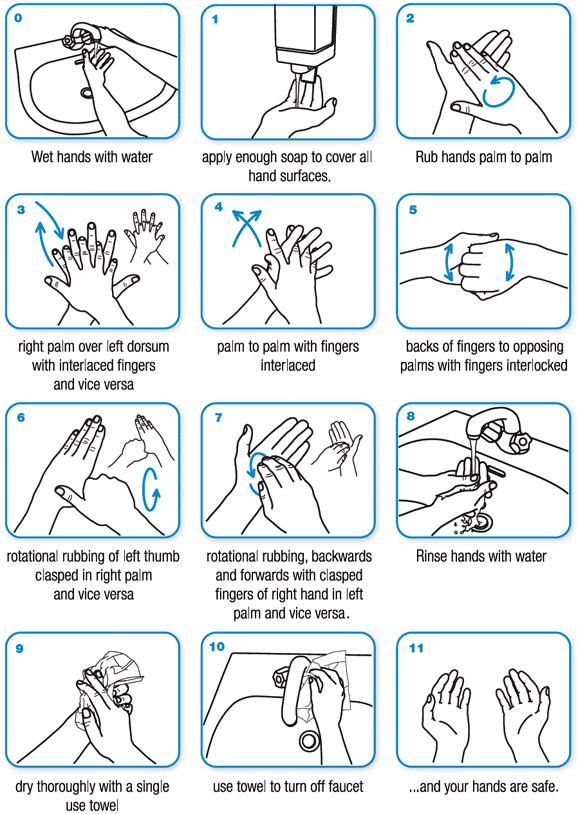 0
Wet hands with water
1
apply enough soap to cover all
hand surfaces.
2
Rub hands palm to palm
3
right palm over left dorsum
with interlaced fingers
and vice versa
4
palm to palm with fingers
interlaced
5
backs of fingers to opposing
palms with fingers interlocked
6
rotational rubbing of left thumb
clasped in right palm
and vice versa
7
rotational rubbing, backwards
and forwards with clasped
fingers of right hand in left
palm and vice versa.
8
Rinse hands with water
9
dry thoroughly with a single
use towel
10
use towel to turn off faucet
11
...and your hands are safe.